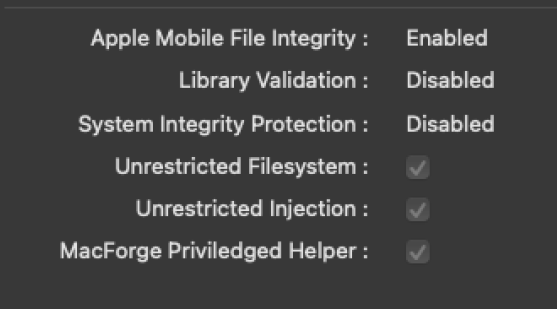 Apple Mobile File Integrity : Enabled
Library Validation : Disabled
System Integrity Protection : Disabled
Unrestricted Filesystem :
Unrestricted Injection :
MacForge Priviledged Helper :